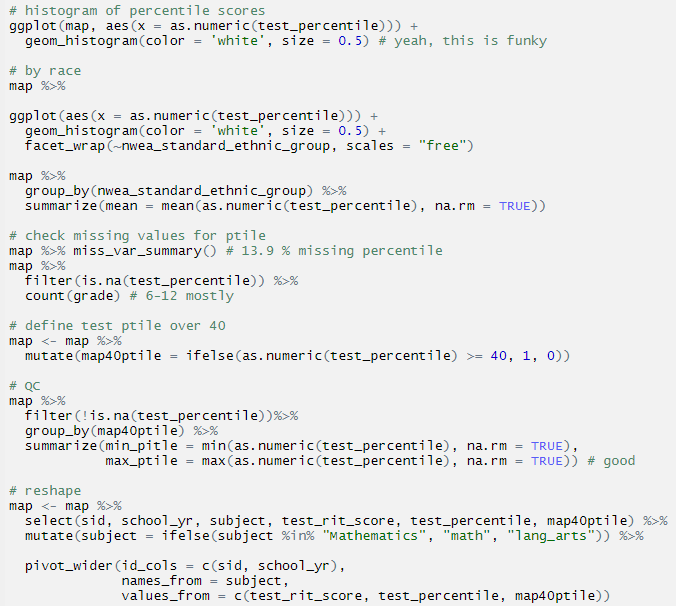 # histogram of percentile scores
ggplot(map, aes(x = as.numeric(test_percentile))) +
  geom_histogram(color = 'white', size = 0.5) # yeah, this is funky

# by race
map %>%

ggplot(aes(x = as.numeric(test_percentile))) +
  geom_histogram(color = 'white', size = 0.5) +
  facet_wrap(~nwea_standard_ethnic_group, scales = "free")

map %>%
  group_by(nwea_standard_ethnic_group) %>%
  summarize(mean = mean(as.numeric(test_percentile), na.rm = TRUE))

# check missing values for ptile
map %>% miss_var_summary() # 13.9 % missing percentile
map %>%
  filter(is.na(test_percentile)) %>%
  count(grade) # 6-12 mostly

# define test ptile over 40
map <- map %>%
  mutate(map40ptile = ifelse(as.numeric(test_percentile) >= 40, 1, 0))

# QC
map %>%
  filter(!is.na(test_percentile))%>%
  group_by(map40ptile) %>%
  summarize(min_pitle = min(as.numeric(test_percentile), na.rm = TRUE),
            max_ptile = max(as.numeric(test_percentile), na.rm = TRUE)) # good

# reshape
map <- map %>%
  select(sid, school_yr, subject, test_rit_score, test_percentile, map40ptile) %>%
  mutate(subject = ifelse(subject %in% "Mathematics", "math", "lang_arts")) %>%

  pivot_wider(id_cols = c(sid, school_yr),
              names_from = subject,
              values_from = c(test_rit_score, test_percentile, map40ptile))